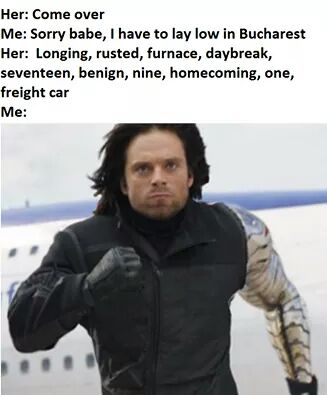 Her: Come over
Me: Sorry babe, I have to lay low in Bucharest
Her:  Longing, rusted, furnace, daybreak,
seventeen, benign, nine, homecoming, one,
freight car
Me: